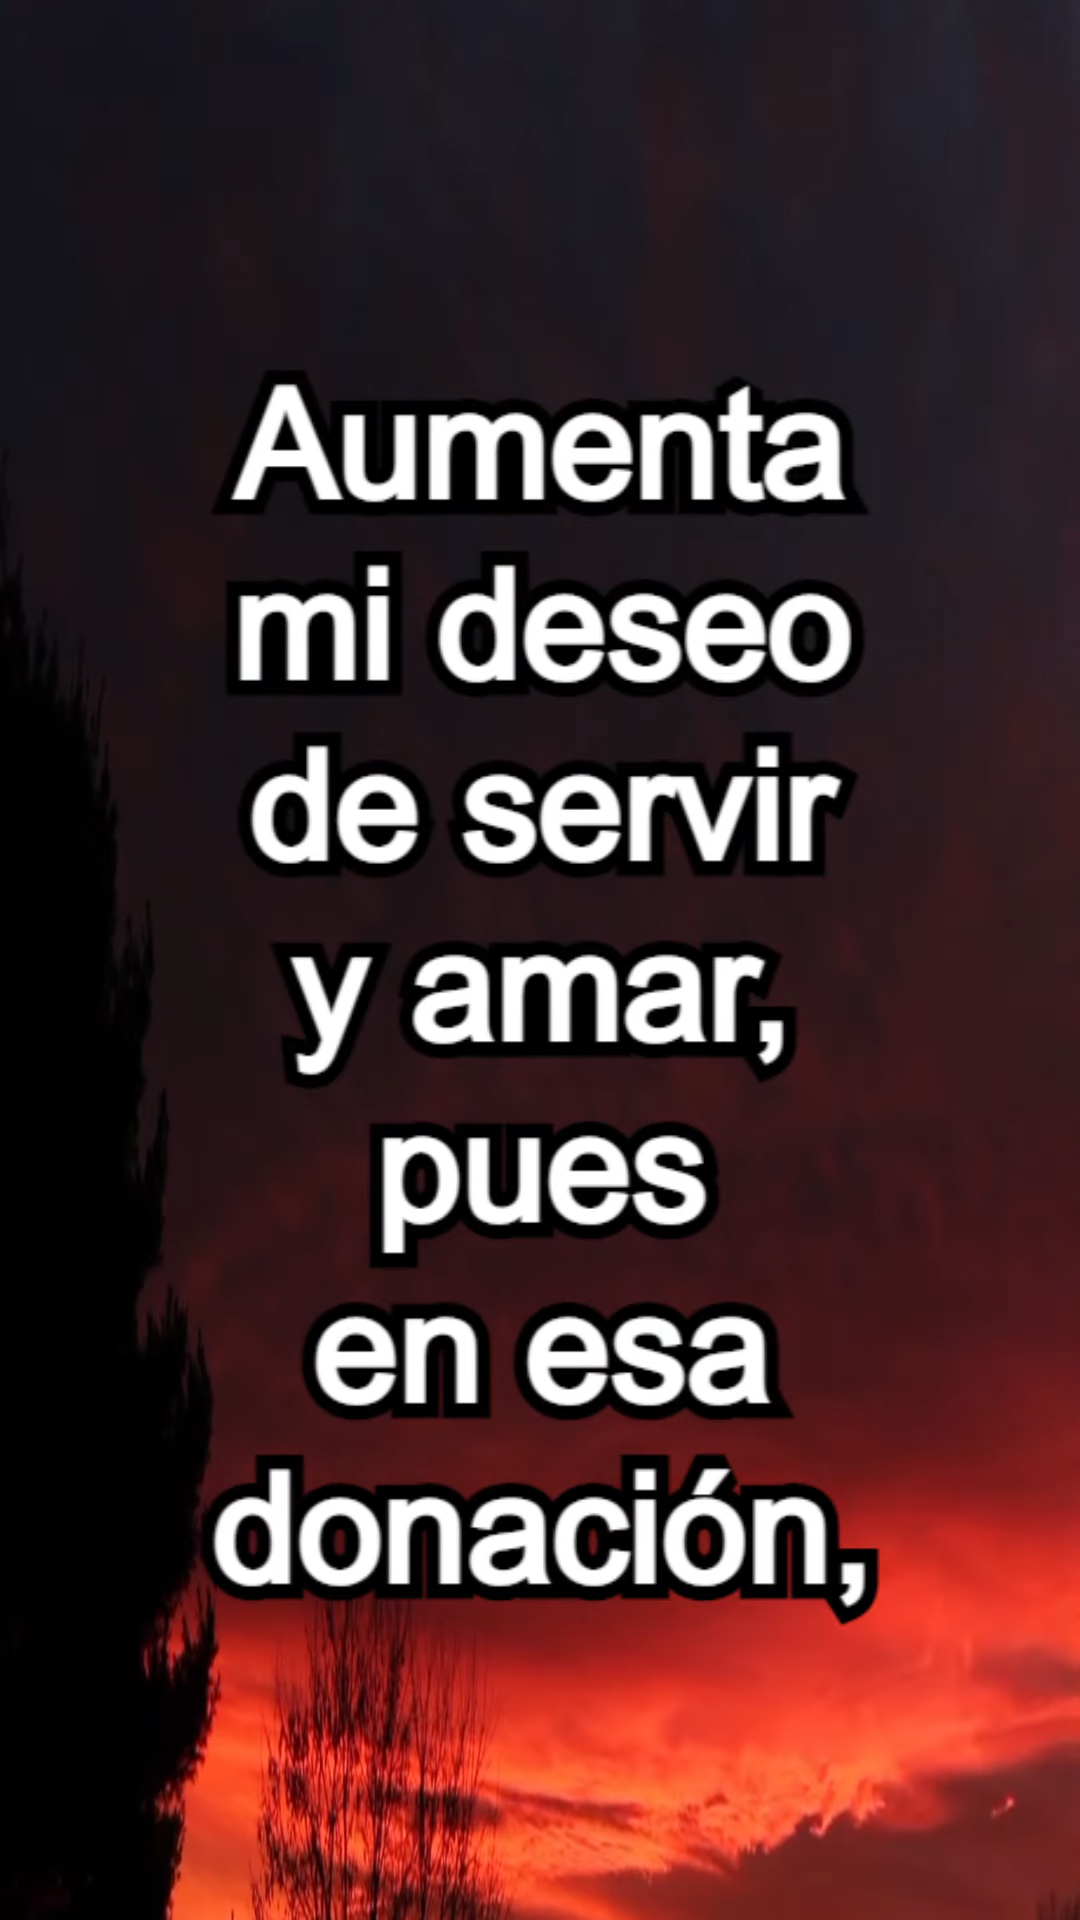 Aumenta
mi deseo
de servir
y amar,
pues
en esa
donación,